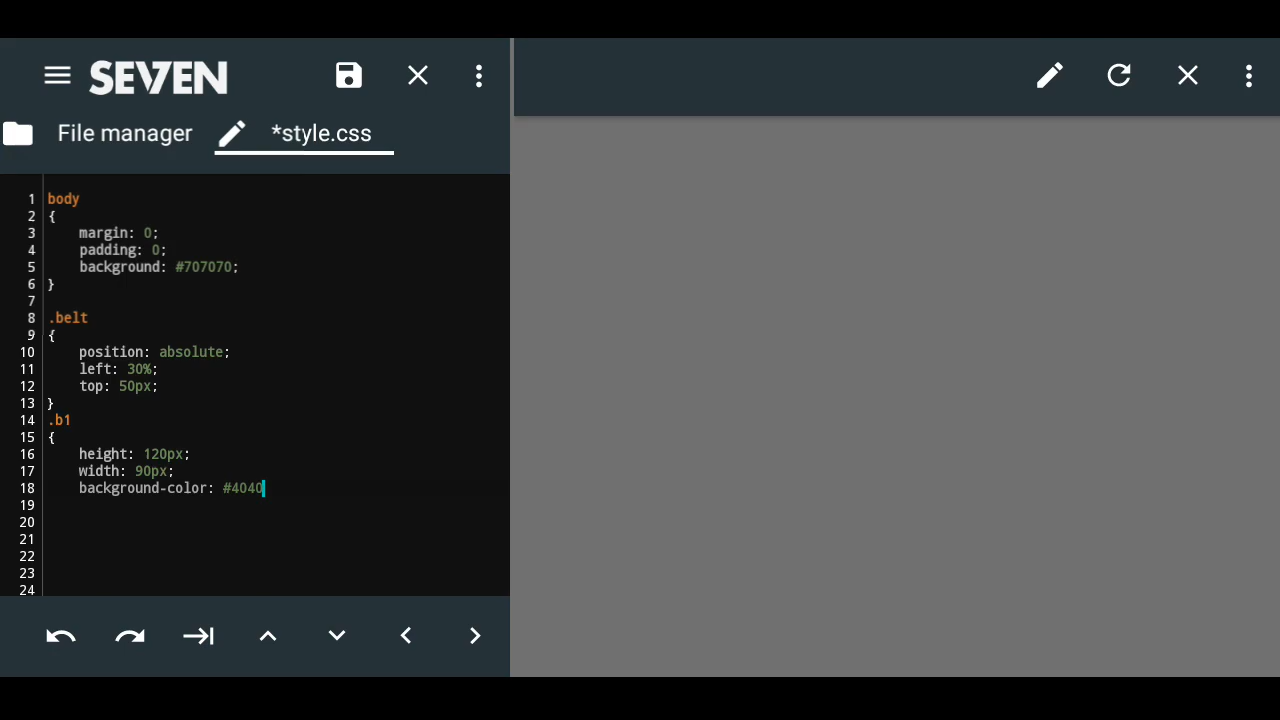 SEVEN
File manager
*style.css
1 body
2 {
3 margin: 0;
4 padding: 0;
5 background: #707070;
6 }
7
8 .belt
9 {
10 position: absolute;
11 left: 30%;
12 top: 50px;
13 }
14 .b1
15 {
16 height: 120px;
17 width: 90px;
18 background-color: #4040
19
20
21
22
23
24